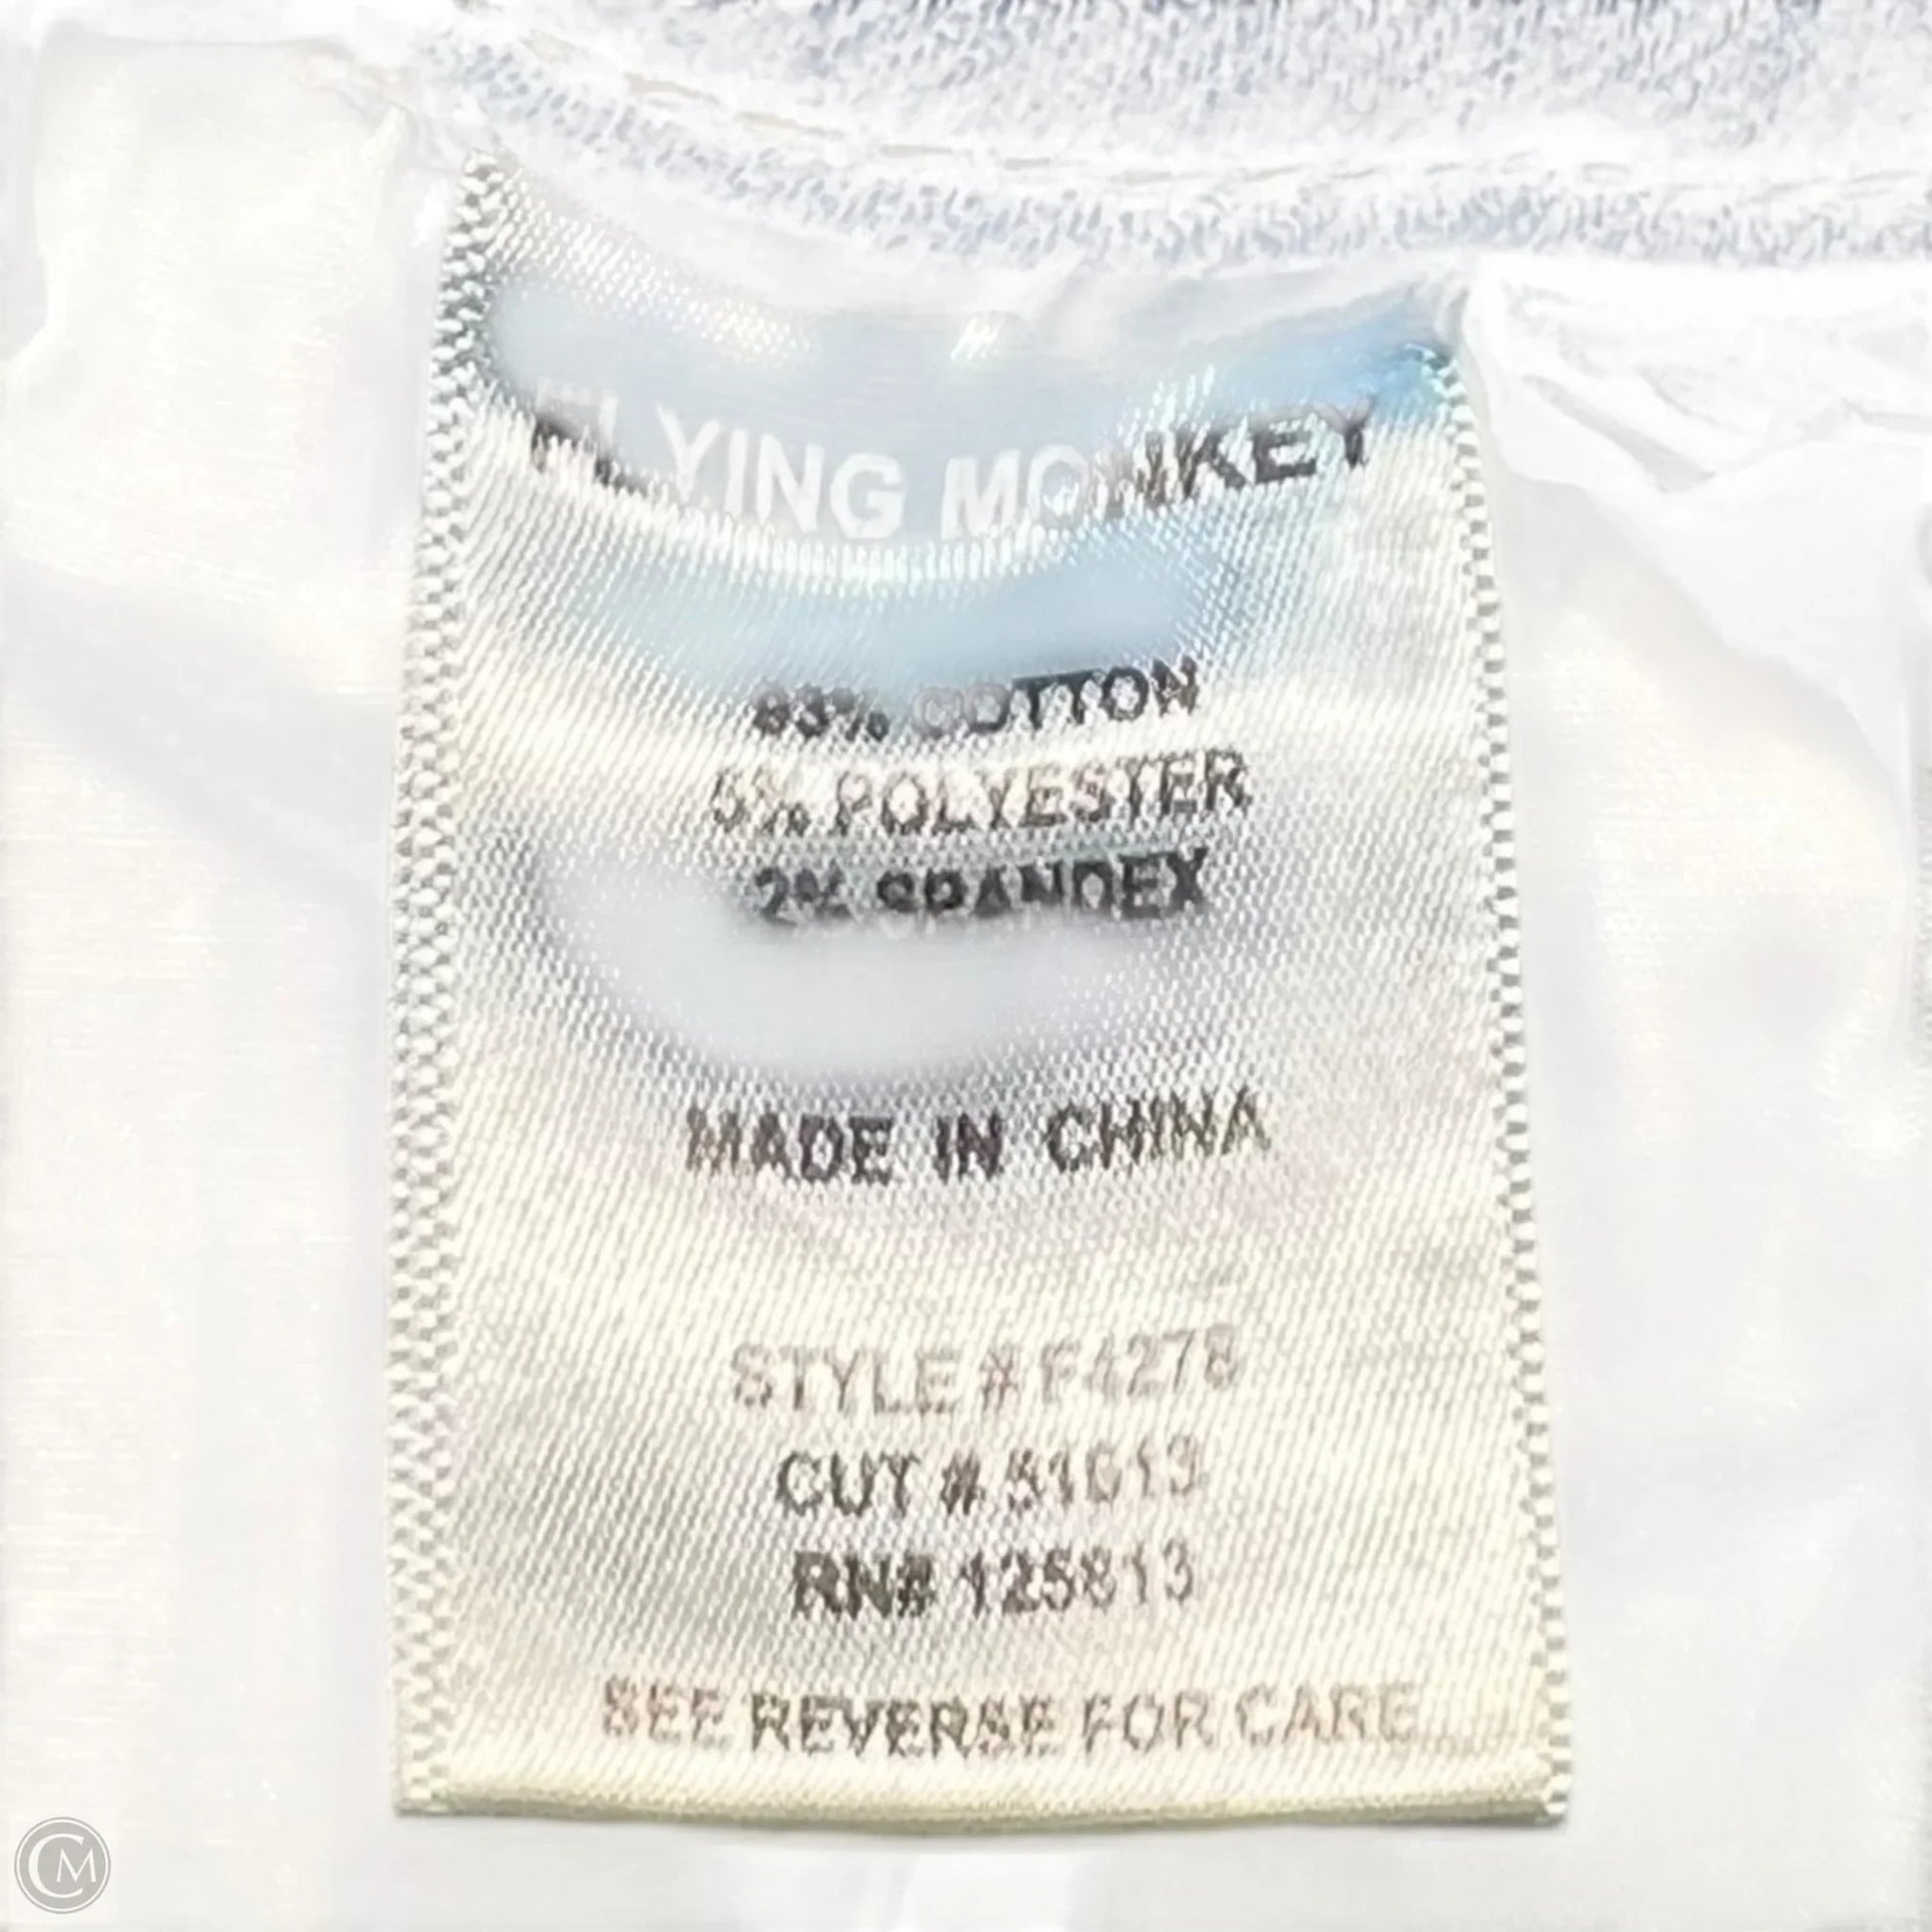 FLYING MONKEY
93% COTTON
5% POLYESTER
2% SPANDEX
MADE IN CHINA
STYLE # F4278
CUT # 51013
RN# 125813
SEE REVERSE FOR CARE
CM